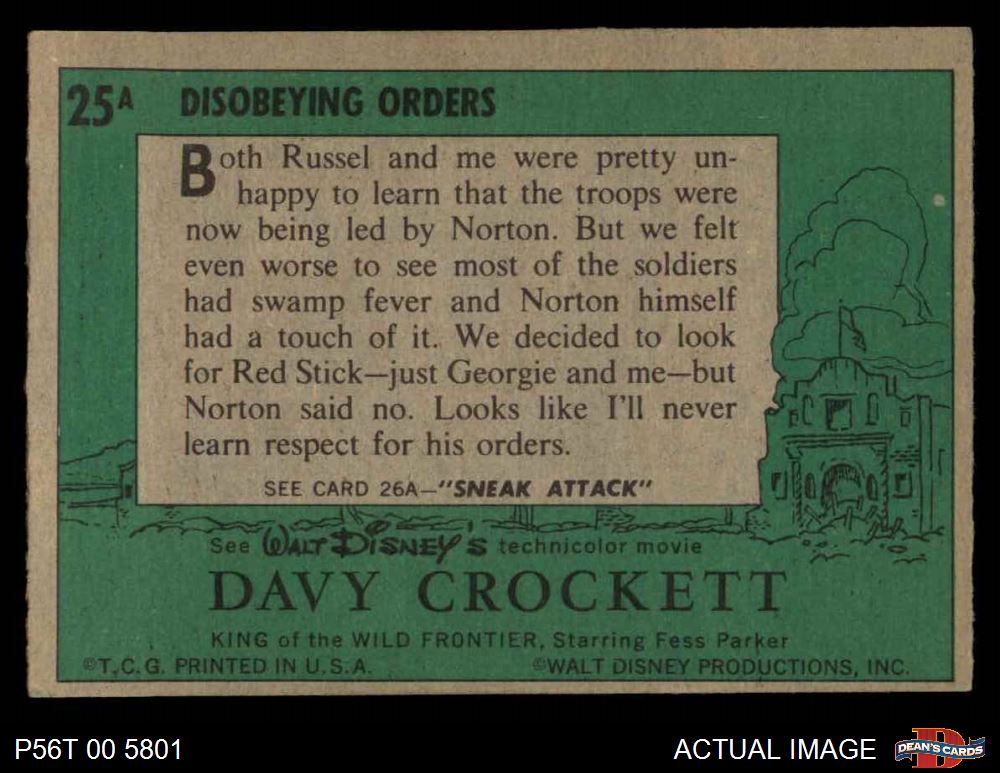 25A DISOBEYING ORDERS
Both Russel and me were pretty un-
happy to learn that the troops were
now being led by Norton. But we felt
even worse to see most of the soldiers
had swamp fever and Norton himself
had a touch of it. We decided to look
for Red Stick—just Georgie and me—but
Norton said no. Looks like I'll never
learn respect for his orders.
SEE CARD 26A—"SNEAK ATTACK"
See WALT DISNEY'S technicolor movie
DAVY CROCKETT
KING of the WILD FRONTIER, Starring Fess Parker
©T.C.G. PRINTED IN U.S.A. ©WALT DISNEY PRODUCTIONS, INC.
P56T 00 5801 ACTUAL IMAGE D DEAN'S CARDS